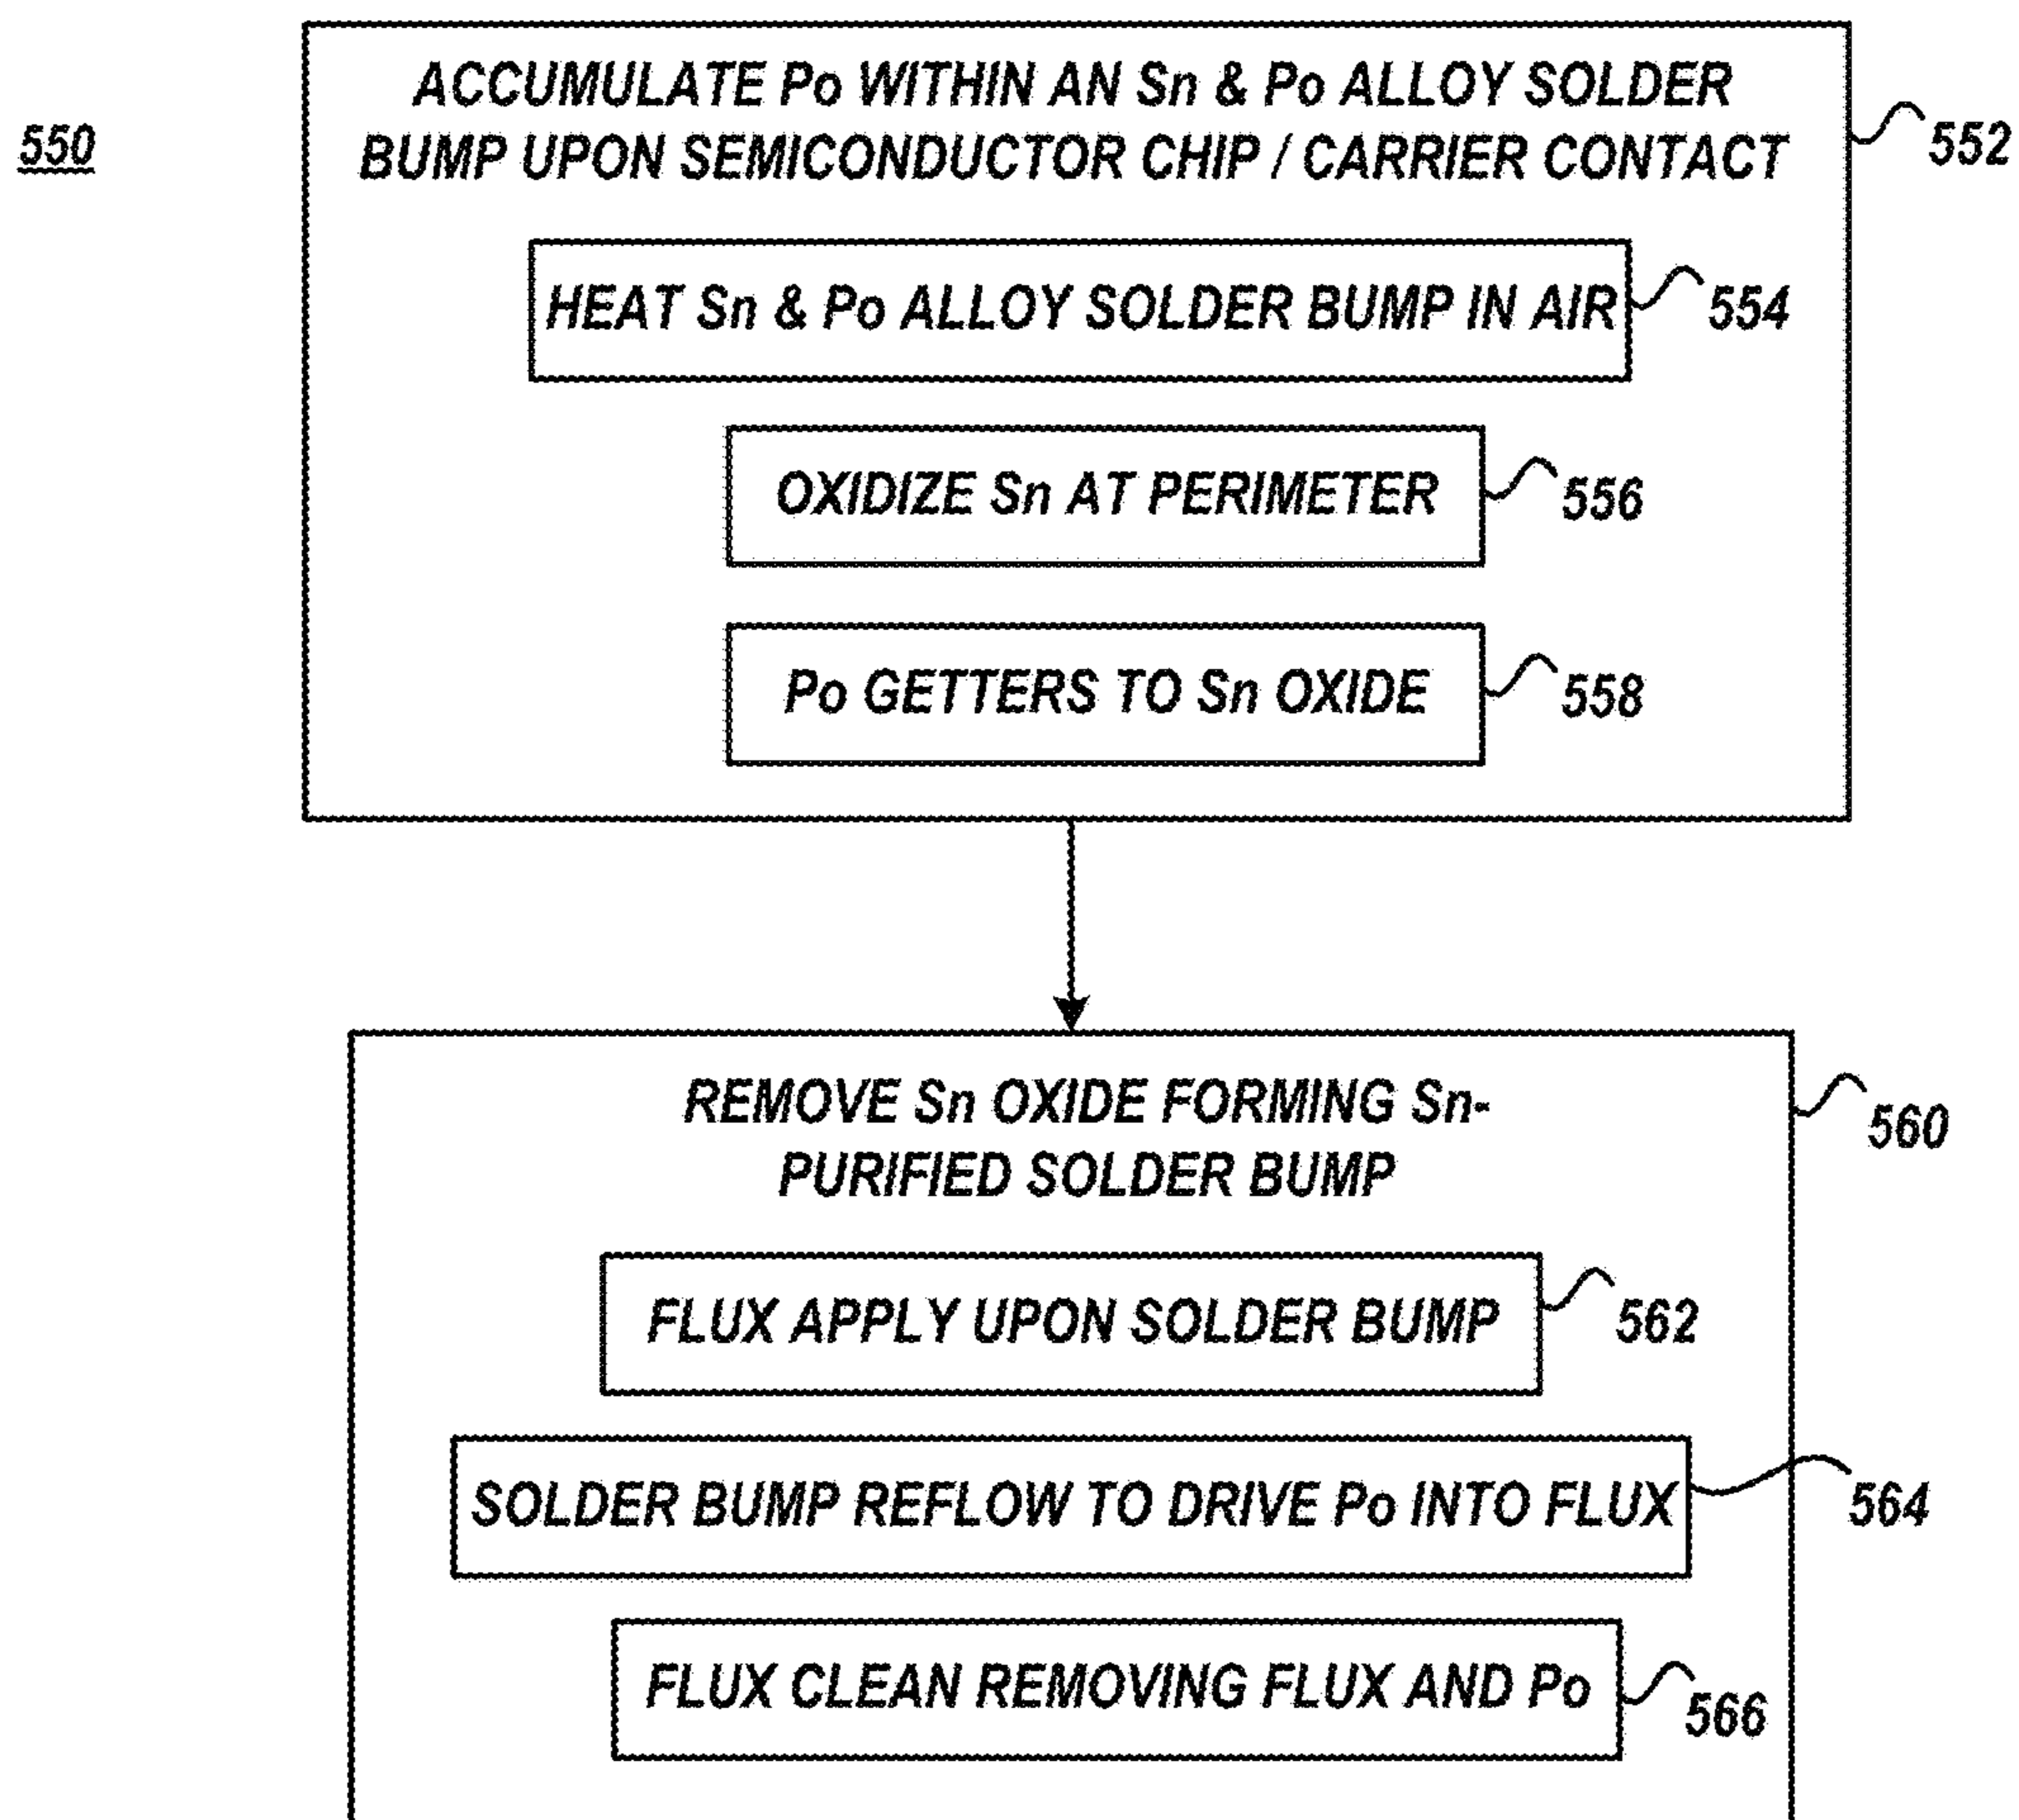 550
ACCUMULATE Po WITHIN AN Sn & Po ALLOY SOLDER
BUMP UPON SEMICONDUCTOR CHIP / CARRIER CONTACT
552
HEAT Sn & Po ALLOY SOLDER BUMP IN AIR
554
OXIDIZE Sn AT PERIMETER
556
Po GETTERS TO Sn OXIDE
558
REMOVE Sn OXIDE FORMING Sn-
PURIFIED SOLDER BUMP
560
FLUX APPLY UPON SOLDER BUMP
562
SOLDER BUMP REFLOW TO DRIVE Po INTO FLUX
564
FLUX CLEAN REMOVING FLUX AND Po
566